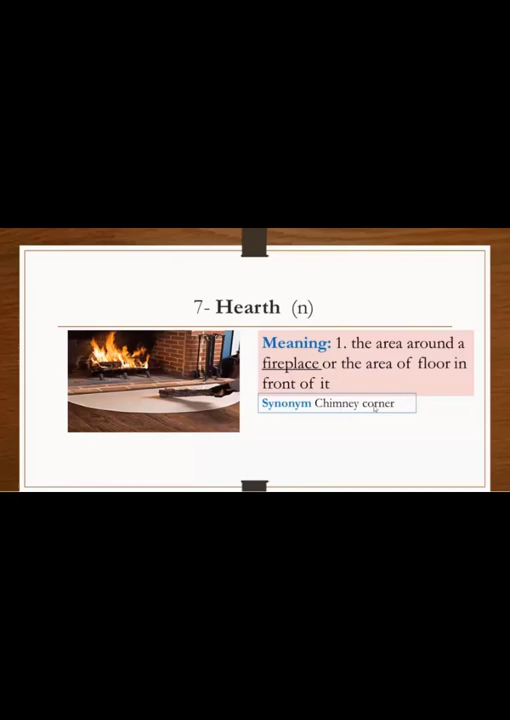 7- Hearth (n)
Meaning: 1. the area around a
fireplace or the area of floor in
front of it
Synonym Chimney corner